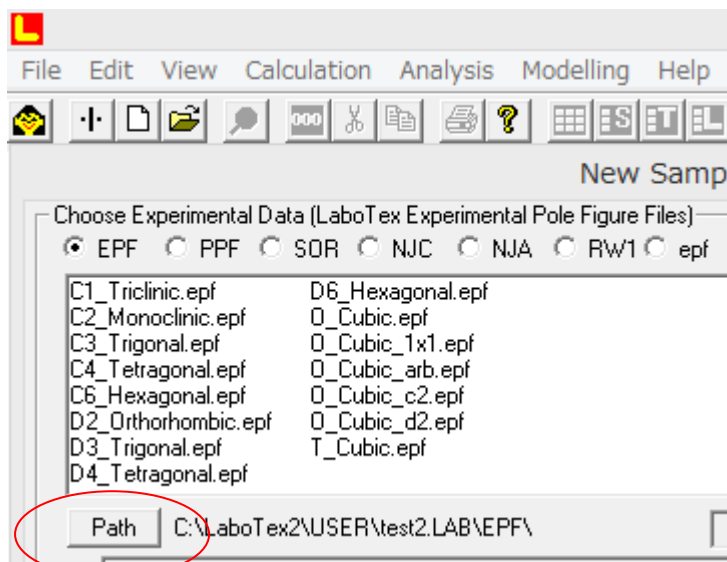 File Edit View Calculation Analysis Modelling Help
000 ? S T L
New Samp
Choose Experimental Data (LaboTex Experimental Pole Figure Files)
EPF PPF SOR NJC NJA RW1 epf
C1_Triclinic.epf D6_Hexagonal.epf
C2_Monoclinic.epf O_Cubic.epf
C3_Trigonal.epf O_Cubic_1x1.epf
C4_Tetragonal.epf O_Cubic_arb.epf
C6_Hexagonal.epf O_Cubic_c2.epf
D2_Orthorhombic.epf O_Cubic_d2.epf
D3_Trigonal.epf T_Cubic.epf
D4_Tetragonal.epf
Path C:\LaboTex2\USER\test2.LAB\EPF\